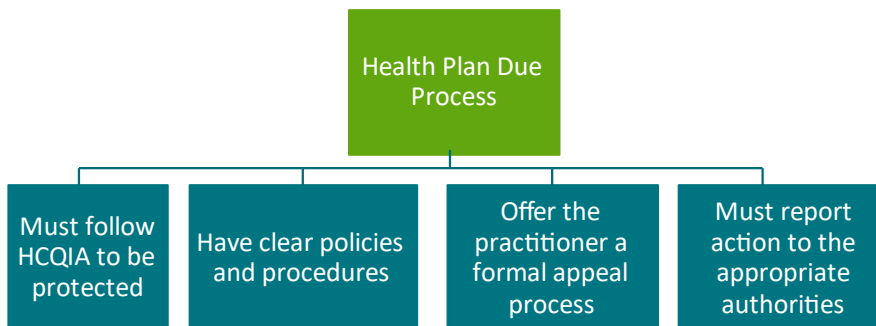 Health Plan Due
Process
Must follow
HCQIA to be
protected
Have clear policies
and procedures
Offer the
practitioner a
formal appeal
process
Must report
action to the
appropriate
authorities